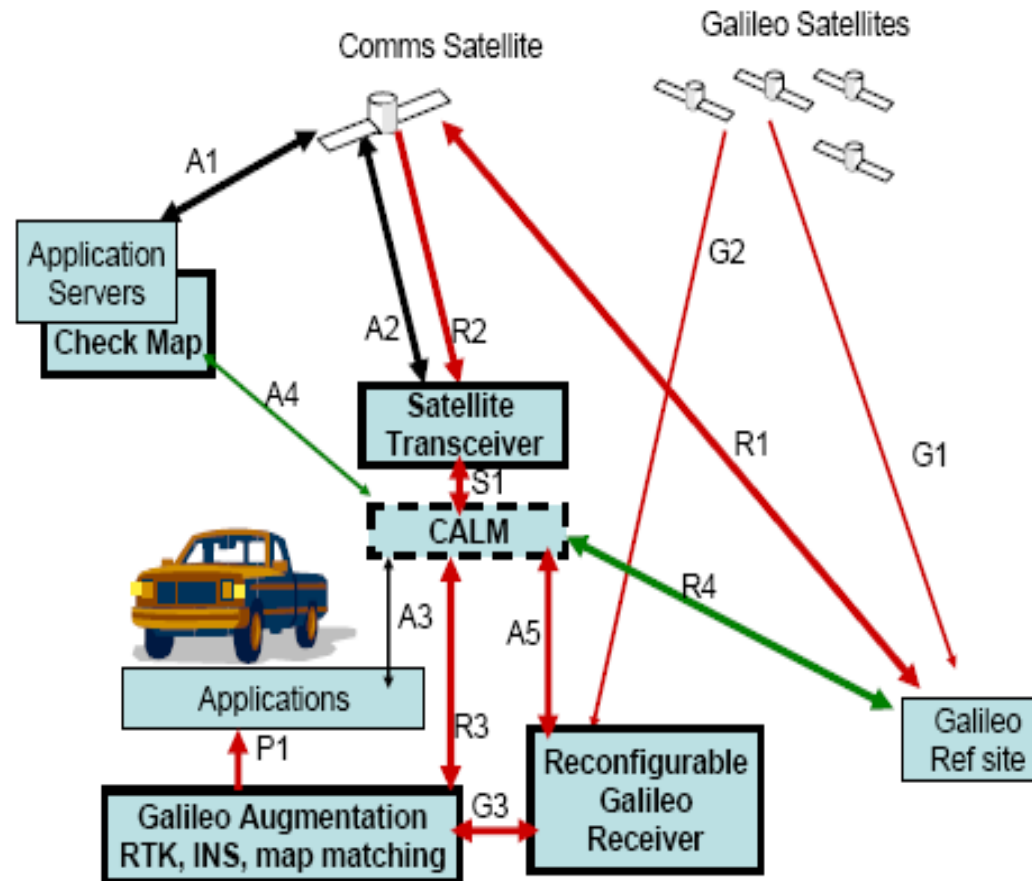 Comms Satellite
Galileo Satellites
A1
G2
Application
Servers
Check Map
A2
R2
A4
Satellite
Transceiver
R1
G1
S1
CALM
R4
A3
A5
Applications
R3
P1
Galileo
Ref site
Reconfigurable
Galileo
Receiver
Galileo Augmentation
RTK, INS, map matching
G3